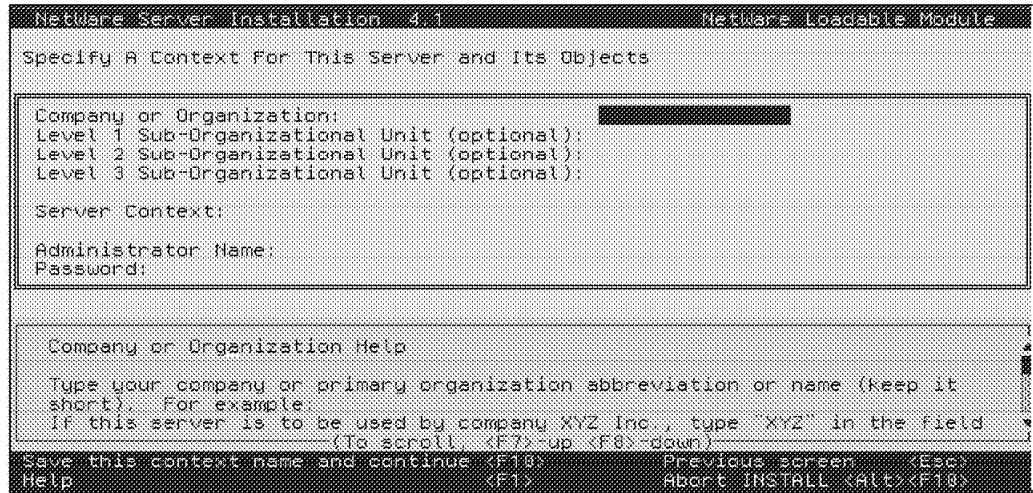 NetWare Server Installation 4.1 NetWare Loadable Module
Specify A Context For This Server and Its Objects
Company or Organization:
Level 1 Sub-Organizational Unit (optional):
Level 2 Sub-Organizational Unit (optional):
Level 3 Sub-Organizational Unit (optional):
Server Context:
Administrator Name:
Password:
Company or Organization Help
Type your company or primary organization abbreviation or name (keep it
short). For example:
If this server is to be used by company XYZ Inc., type "XYZ" in the field
(To scroll, <F7>-up <F8>-down)
Save this context name and continue <F10> Previous screen <Esc>
Help <F1> Abort INSTALL <Alt><F10>